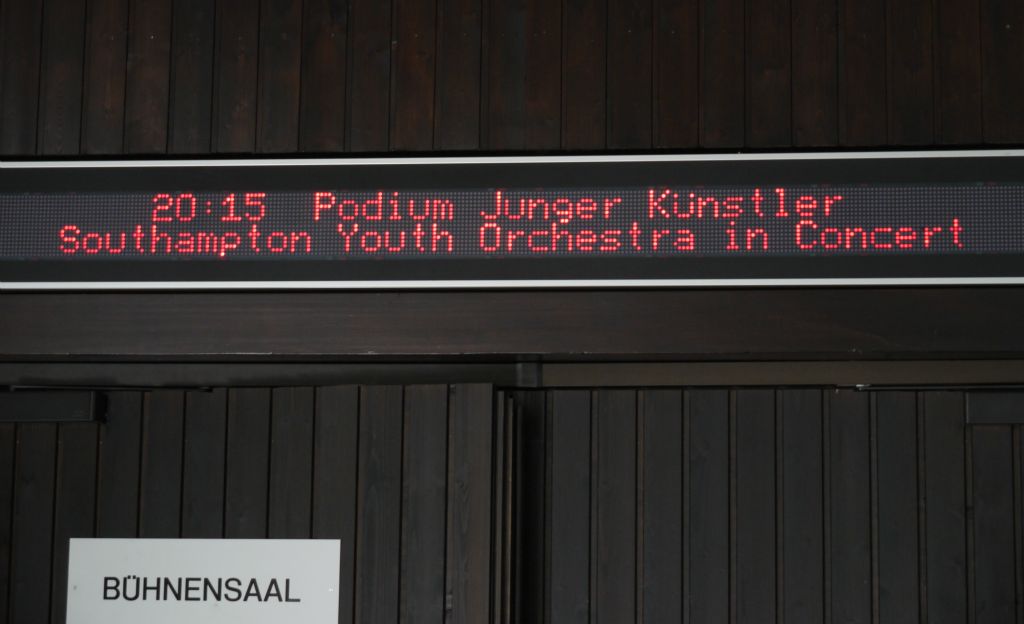 20:15 Podium Junger Künstler
Southampton Youth Orchestra in Concert
BÜHNENSAAL